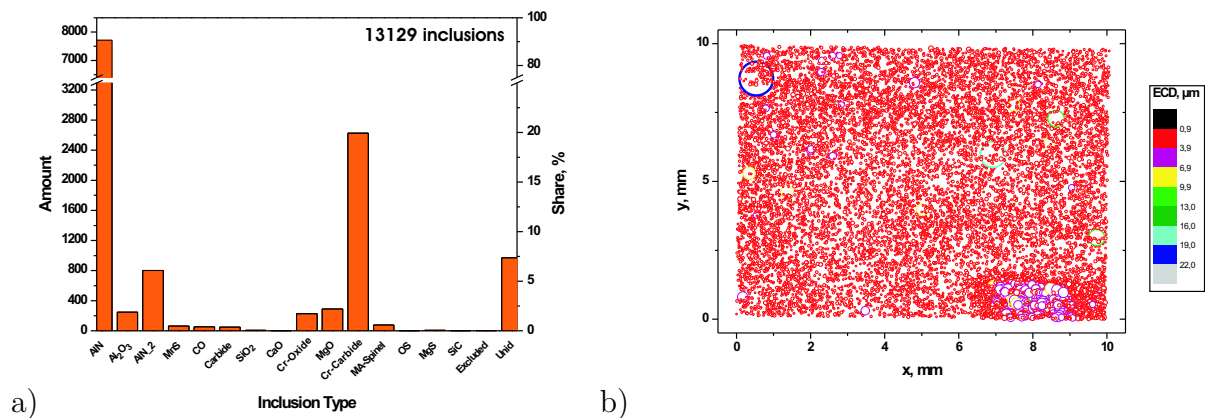 13129 inclusions
8000
7000
3200
2800
2400
2000
1600
1200
800
400
0
Amount
100
80
20
15
10
5
0
Share, %
AlN
Al₂O₃
AlN_2
MnS
CO
Carbide
SiO₂
CaO
Cr-Oxide
MgO
Cr-Carbide
MA-Spinel
OS
MgS
SiC
Excluded
Unid
Inclusion Type
a)
10
5
0
y, mm
0
2
4
6
8
10
x, mm
ECD, µm
0,9
3,9
6,9
9,9
13,0
16,0
19,0
22,0
b)